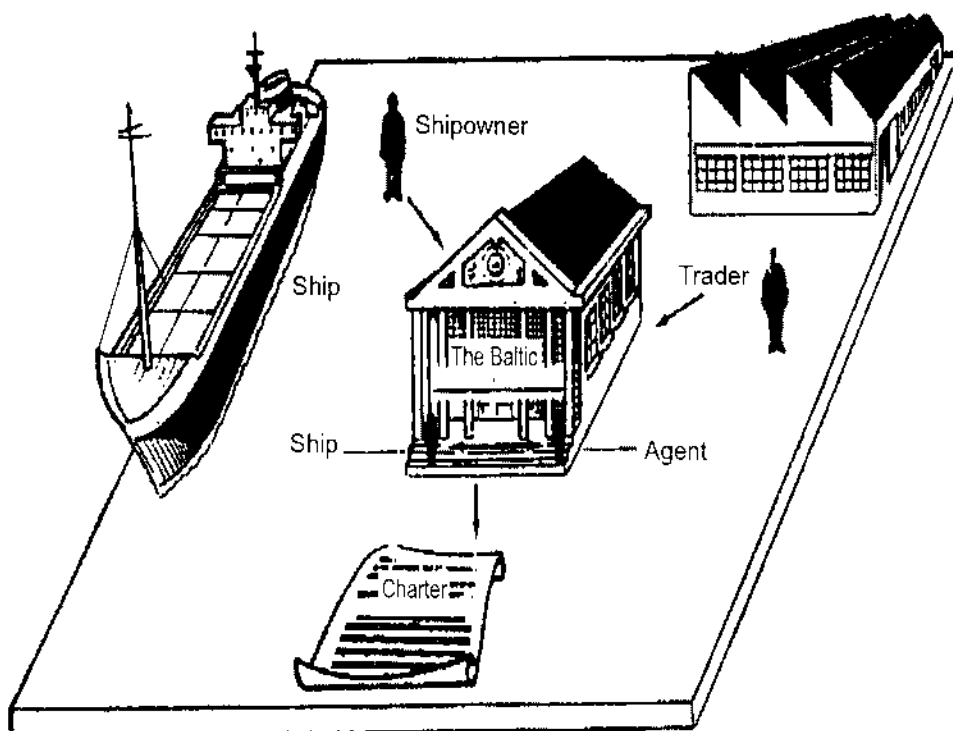 Shipowner
Trader
Ship
The Baltic
Ship
Agent
Charter